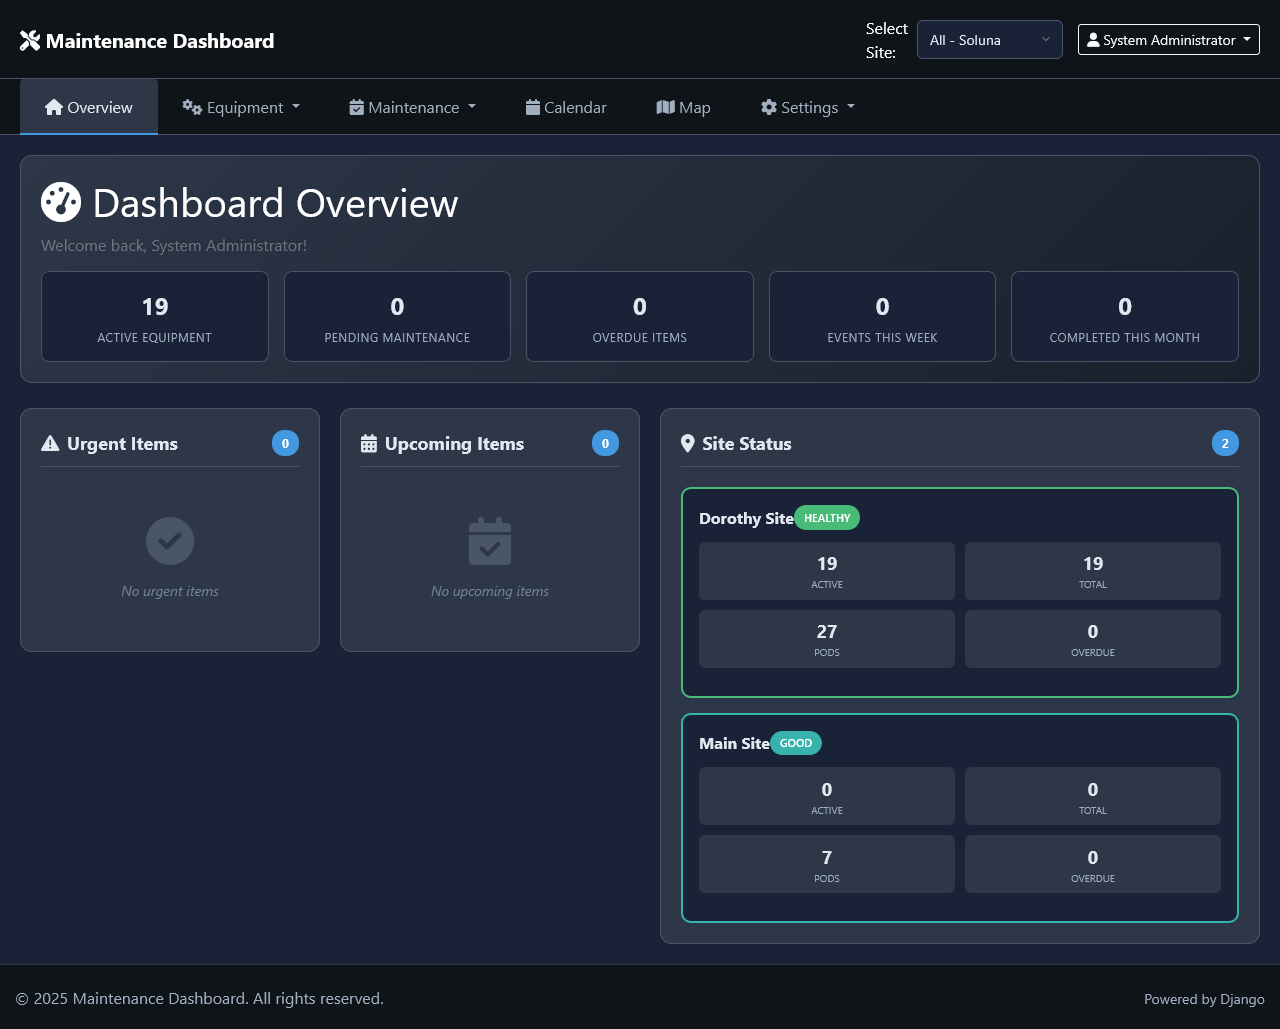 Maintenance Dashboard
Select
Site:
All - Soluna
System Administrator
Overview
Equipment
Maintenance
Calendar
Map
Settings
Dashboard Overview
Welcome back, System Administrator!
19
ACTIVE EQUIPMENT
0
PENDING MAINTENANCE
0
OVERDUE ITEMS
0
EVENTS THIS WEEK
0
COMPLETED THIS MONTH
Urgent Items
0
No urgent items
Upcoming Items
0
No upcoming items
Site Status
2
Dorothy Site HEALTHY
19
ACTIVE
19
TOTAL
27
PODS
0
OVERDUE
Main Site GOOD
0
ACTIVE
0
TOTAL
7
PODS
0
OVERDUE
© 2025 Maintenance Dashboard. All rights reserved.
Powered by Django